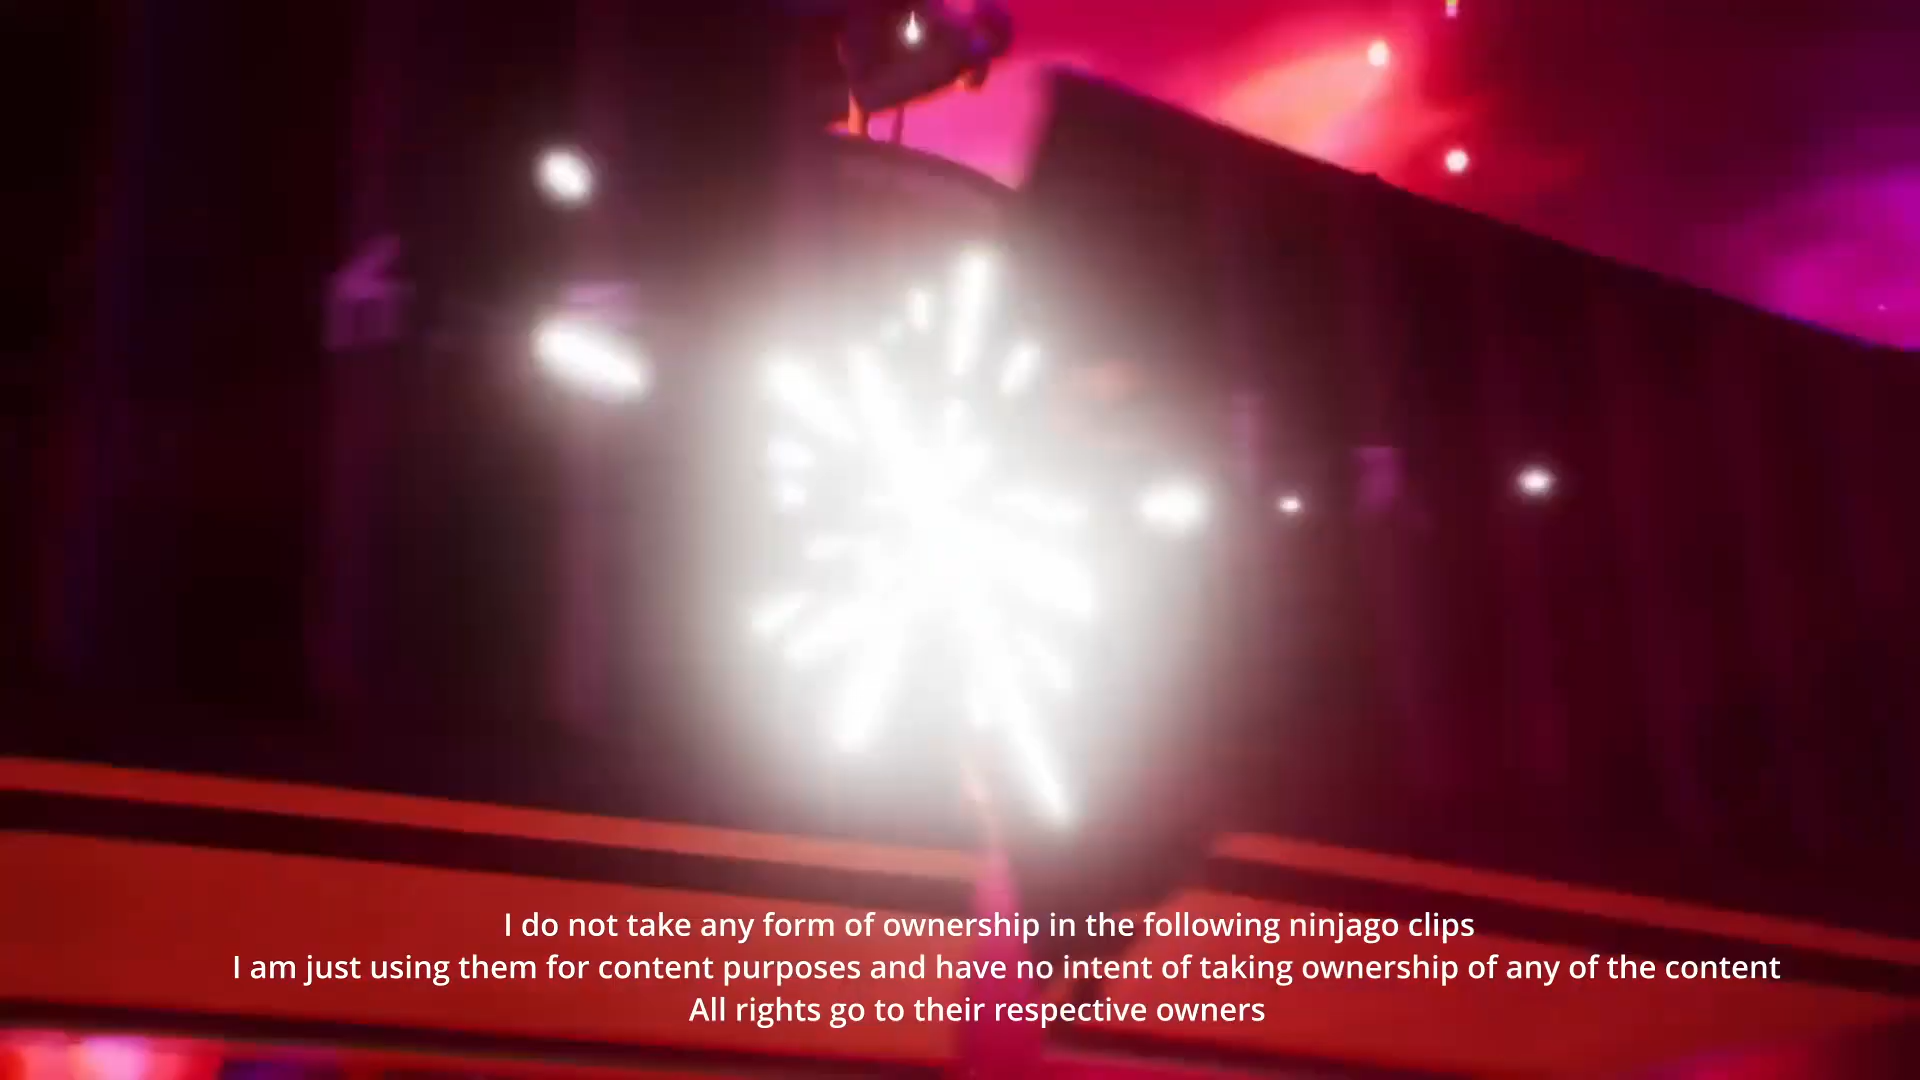 I do not take any form of ownership in the following ninjago clips
I am just using them for content purposes and have no intent of taking ownership of any of the content
All rights go to their respective owners